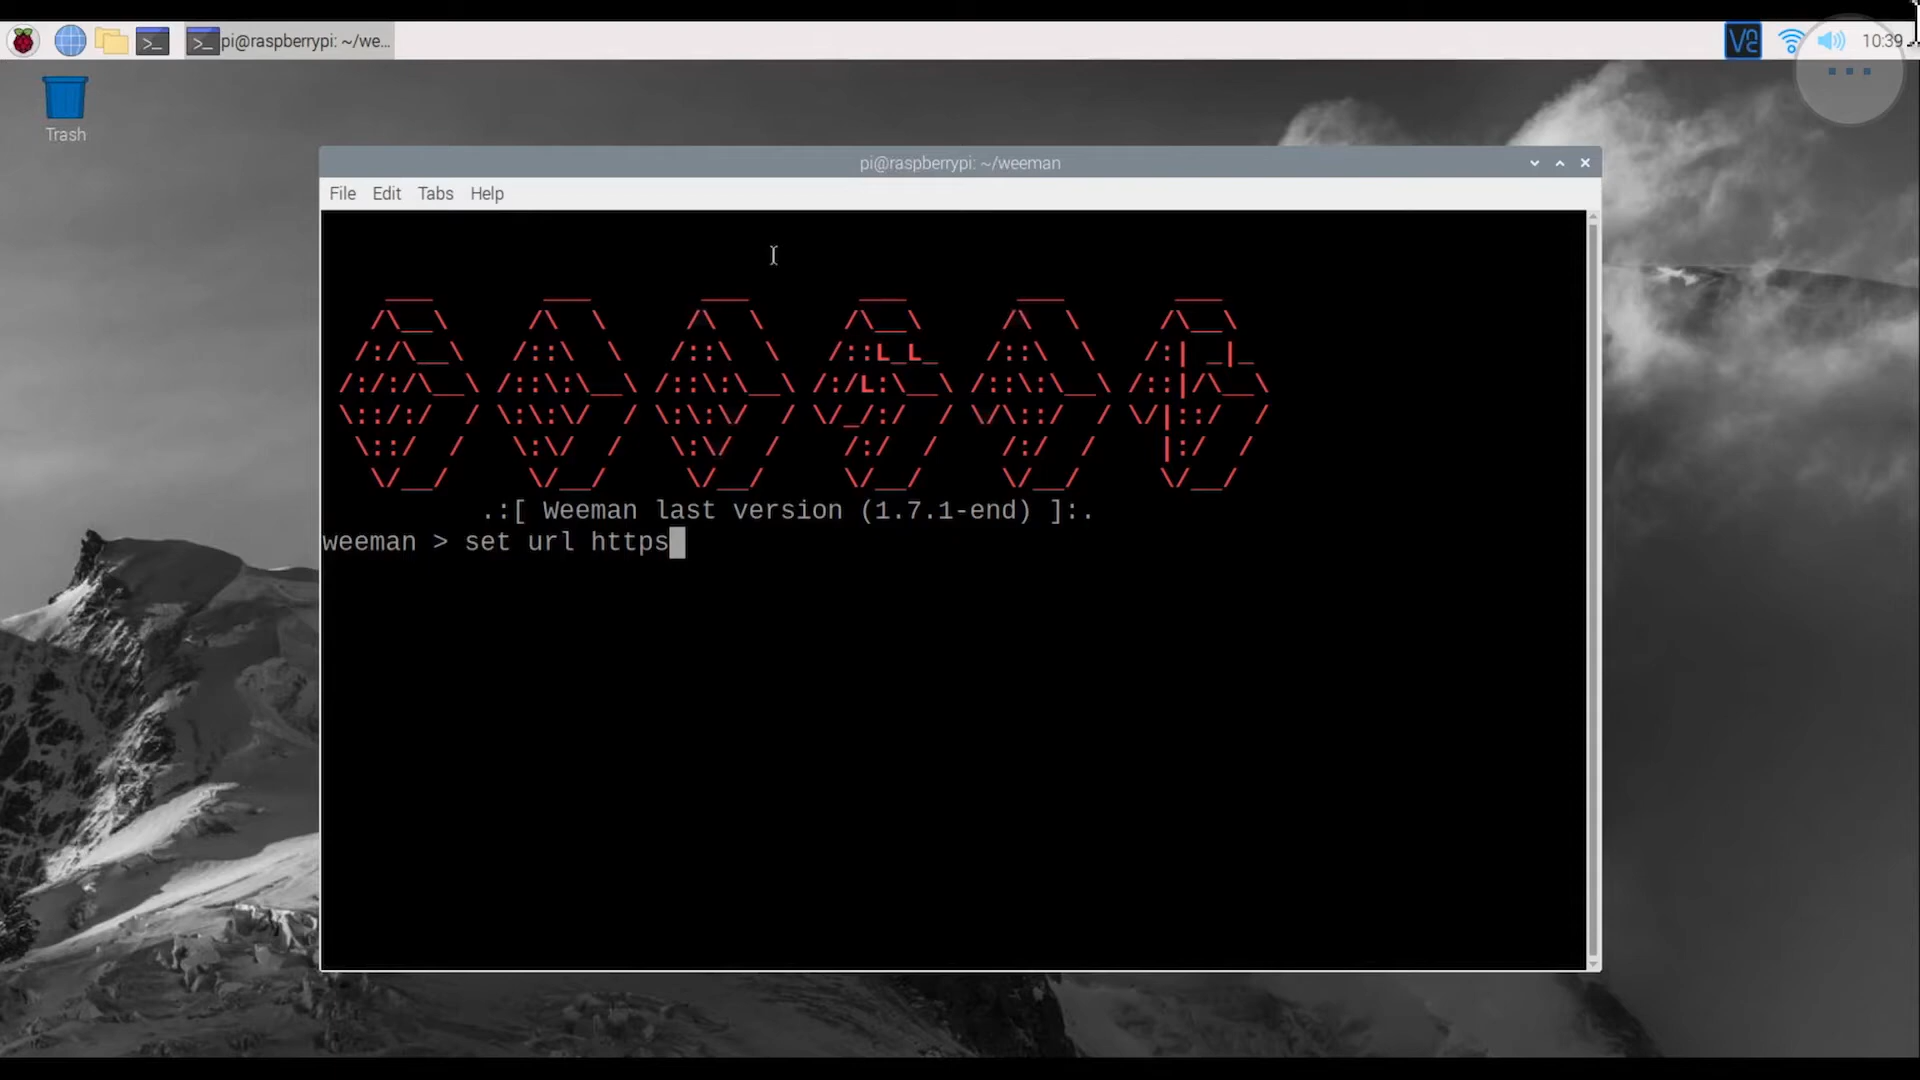 pi@raspberrypi: ~/we...
10:39
Trash
pi@raspberrypi: ~/weeman
File Edit Tabs Help
.:[ Weeman last version (1.7.1-end) ]:.
weeman > set url https